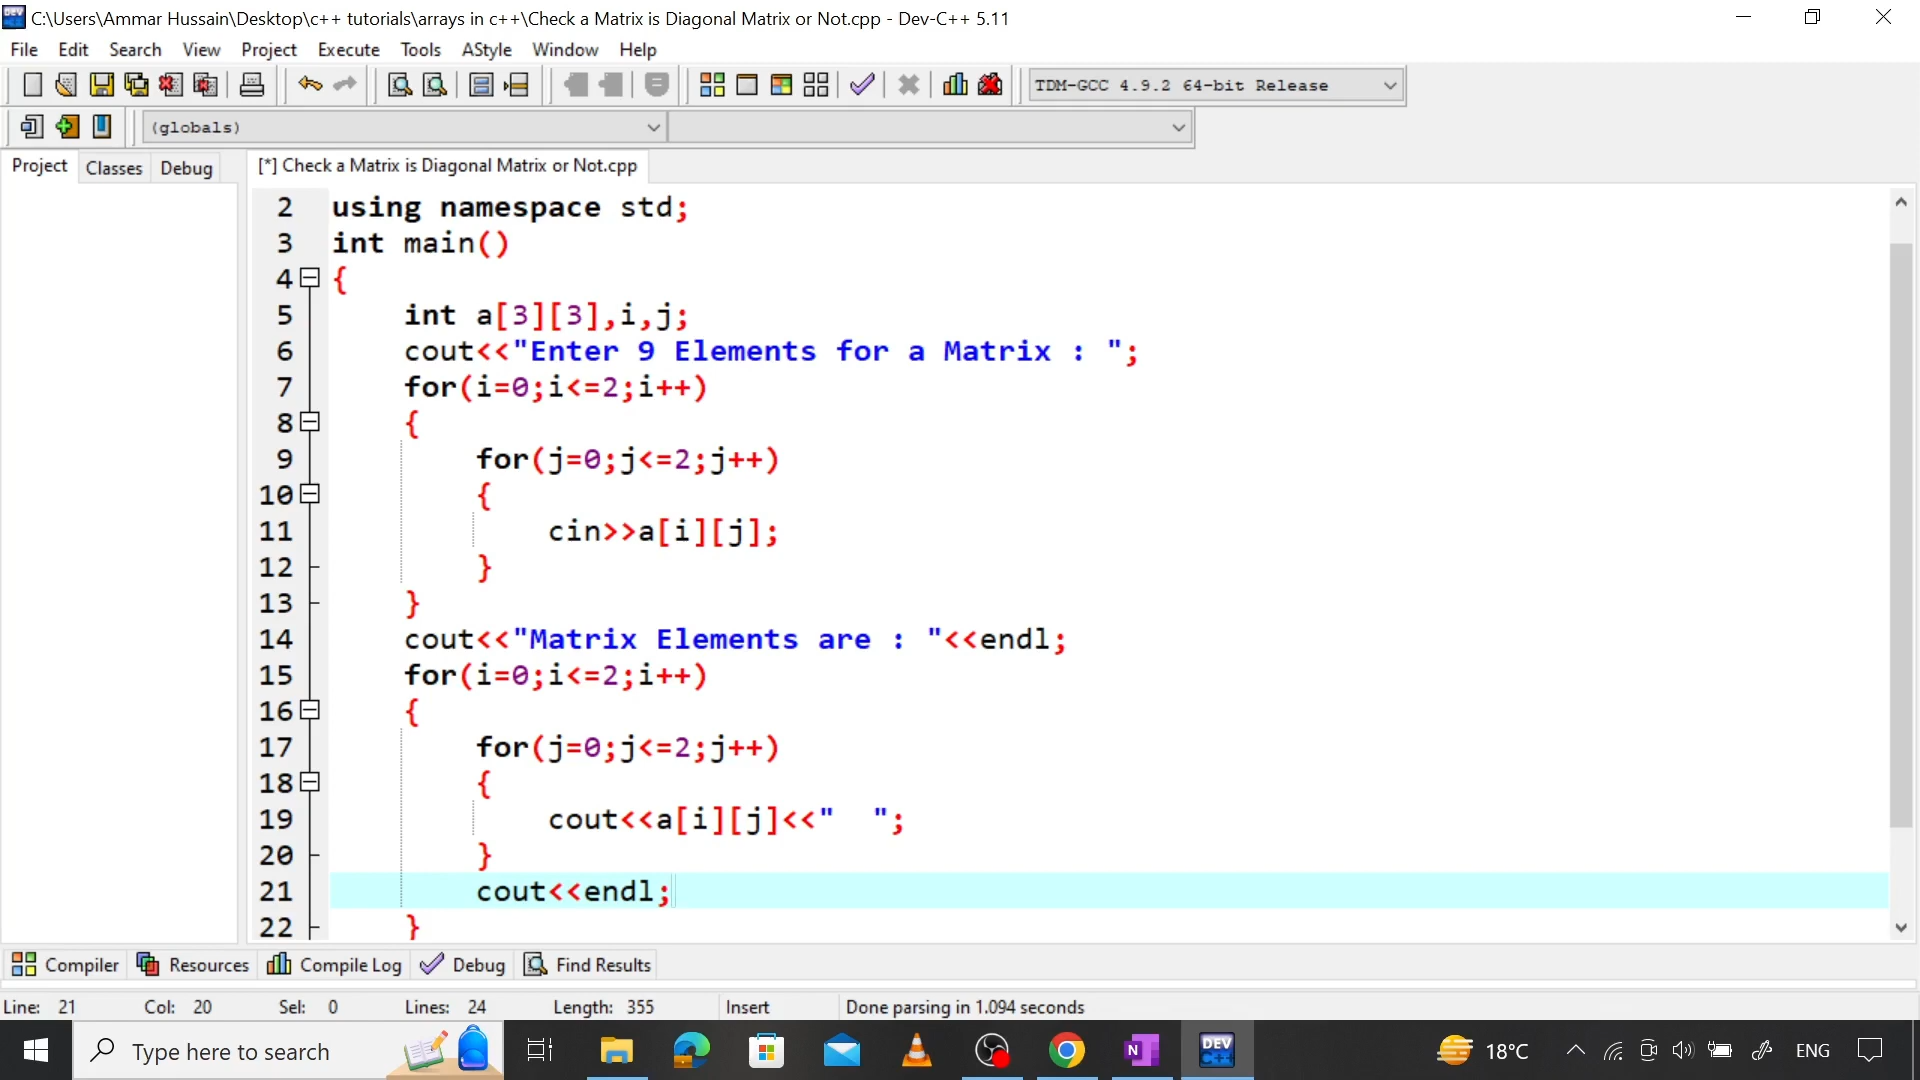 C:\Users\Ammar Hussain\Desktop\c++ tutorials\arrays in c++\Check a Matrix is Diagonal Matrix or Not.cpp - Dev-C++ 5.11
File Edit Search View Project Execute Tools AStyle Window Help
TDM-GCC 4.9.2 64-bit Release
(globals)
Project Classes Debug [*] Check a Matrix is Diagonal Matrix or Not.cpp
2 using namespace std;
3 int main()
4 {
5 int a[3][3],i,j;
6 cout<<"Enter 9 Elements for a Matrix : ";
7 for(i=0;i<=2;i++)
8 {
9 for(j=0;j<=2;j++)
10 {
11 cin>>a[i][j];
12 }
13 }
14 cout<<"Matrix Elements are : "<<endl;
15 for(i=0;i<=2;i++)
16 {
17 for(j=0;j<=2;j++)
18 {
19 cout<<a[i][j]<<"  ";
20 }
21 cout<<endl;
22 }
Compiler Resources Compile Log Debug Find Results
Line: 21 Col: 20 Sel: 0 Lines: 24 Length: 355 Insert Done parsing in 1.094 seconds
Type here to search N DEV C++ 18°C ENG